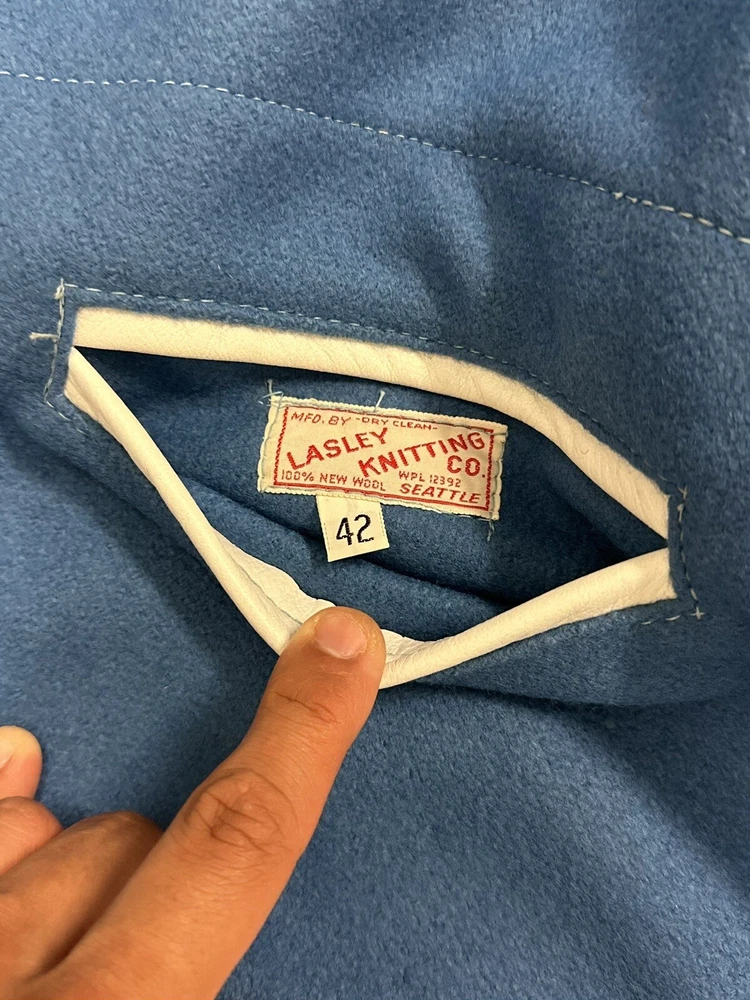 MFD. BY -DRY CLEAN-
LASLEY
KNITTING
CO.
100% NEW WOOL WPL 12392
SEATTLE
42